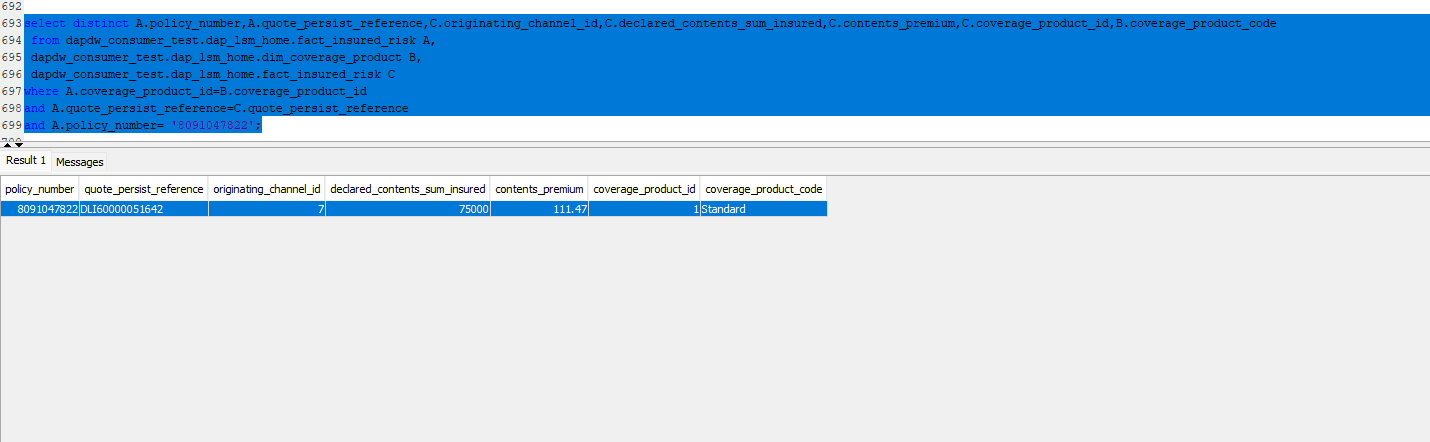 692
693 select distinct A.policy_number,A.quote_persist_reference,C.originating_channel_id,C.declared_contents_sum_insured,C.contents_premium,C.coverage_product_id,B.coverage_product_code
694 from dapdw_consumer_test.dap_lsm_home.fact_insured_risk A,
695 dapdw_consumer_test.dap_lsm_home.dim_coverage_product B,
696 dapdw_consumer_test.dap_lsm_home.fact_insured_risk C
697 where A.coverage_product_id=B.coverage_product_id
698 and A.quote_persist_reference=C.quote_persist_reference
699 and A.policy_number= '8091047822';
Result 1 Messages
policy_number quote_persist_reference originating_channel_id declared_contents_sum_insured contents_premium coverage_product_id coverage_product_code
8091047822 DLI60000051642 7 75000 111.47 1 Standard